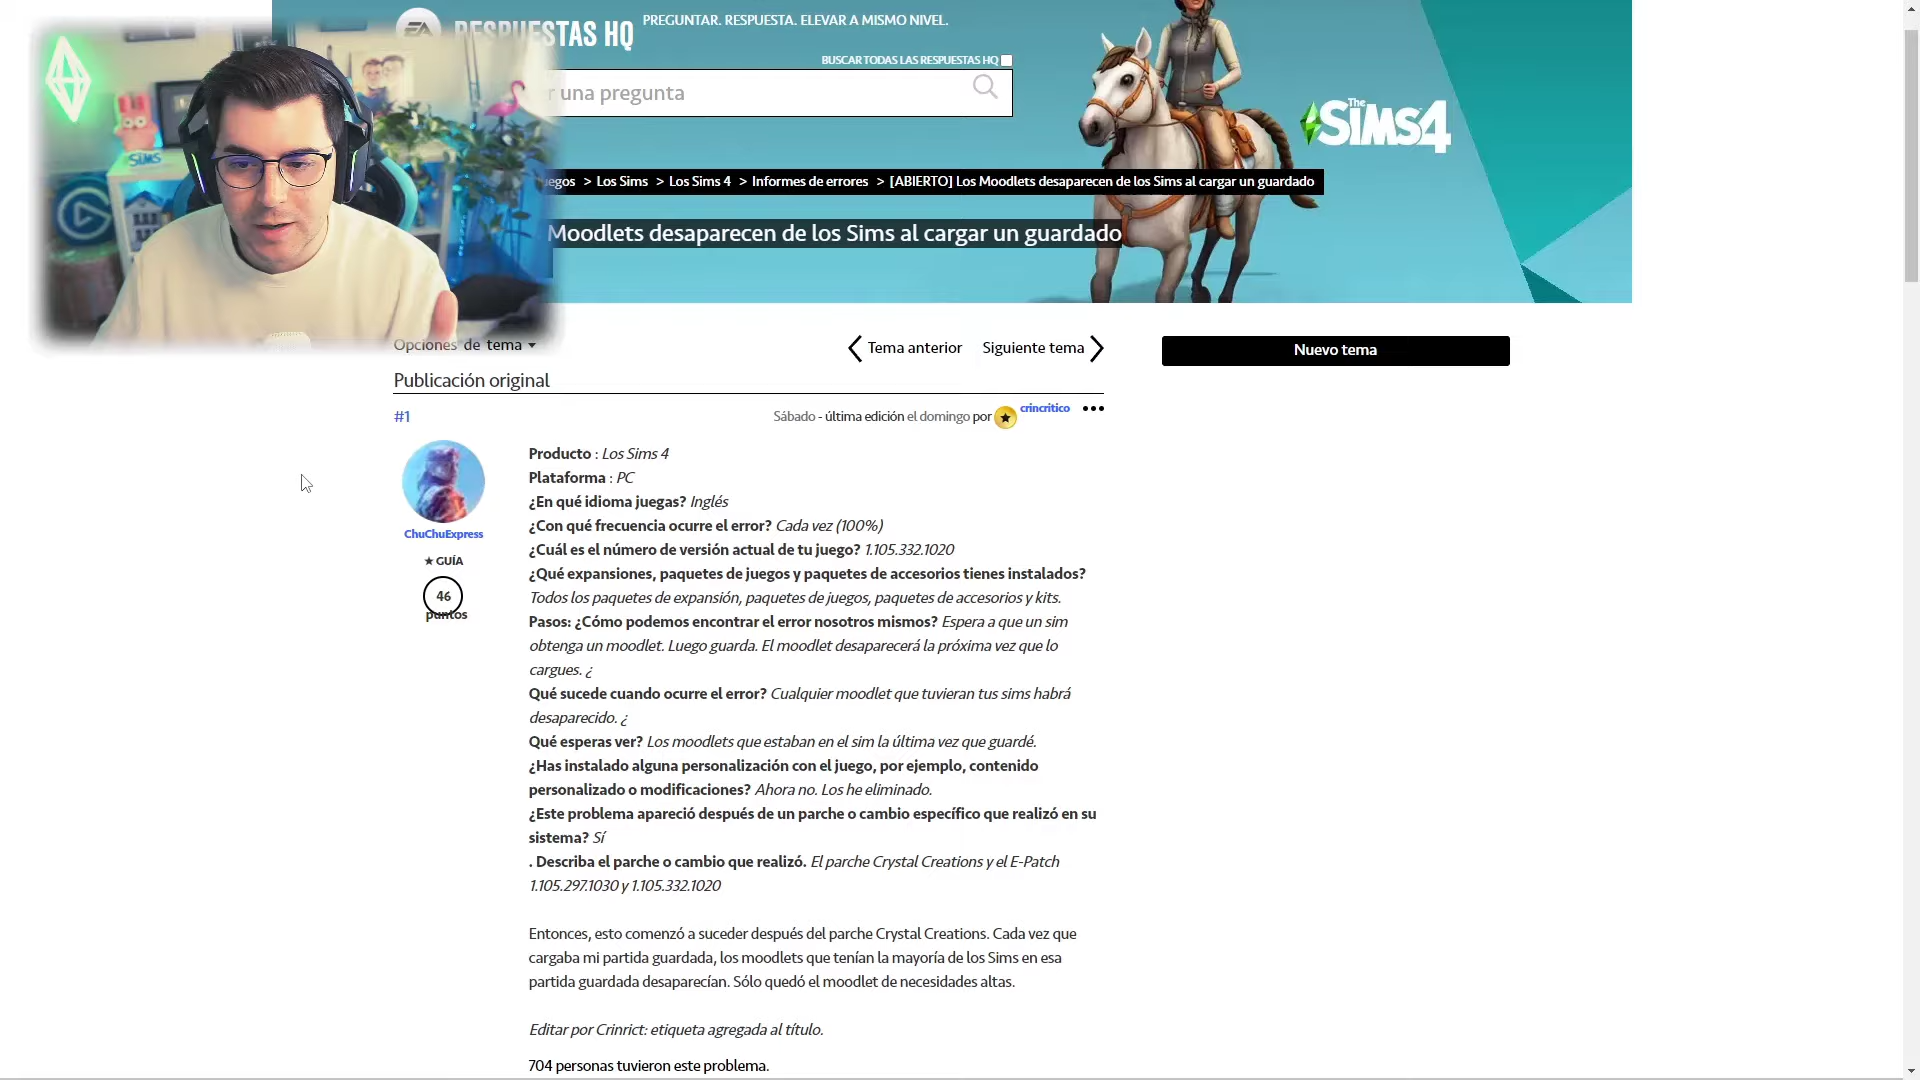 EA RESPUESTAS HQ PREGUNTAR. RESPUESTA. ELEVAR A MISMO NIVEL.
BUSCAR TODAS LAS RESPUESTAS HQ
una pregunta
The SIMS 4
SIMS
> Los Sims > Los Sims 4 > Informes de errores > [ABIERTO] Los Moodlets desaparecen de los Sims al cargar un guardado
Moodlets desaparecen de los Sims al cargar un guardado
Opciones de tema
Tema anterior Siguiente tema
Nuevo tema
Publicación original
#1
Sábado - última edición el domingo por crincritico
ChuChuExpress
★ GUÍA
46
puntos
Producto : Los Sims 4
Plataforma : PC
¿En qué idioma juegas? Inglés
¿Con qué frecuencia ocurre el error? Cada vez (100%)
¿Cuál es el número de versión actual de tu juego? 1.105.332.1020
¿Qué expansiones, paquetes de juegos y paquetes de accesorios tienes instalados?
Todos los paquetes de expansión, paquetes de juegos, paquetes de accesorios y kits.
Pasos: ¿Cómo podemos encontrar el error nosotros mismos? Espera a que un sim
obtenga un moodlet. Luego guarda. El moodlet desaparecerá la próxima vez que lo
cargues. ¿
Qué sucede cuando ocurre el error? Cualquier moodlet que tuvieran tus sims habrá
desaparecido. ¿
Qué esperas ver? Los moodlets que estaban en el sim la última vez que guardé.
¿Has instalado alguna personalización con el juego, por ejemplo, contenido
personalizado o modificaciones? Ahora no. Los he eliminado.
¿Este problema apareció después de un parche o cambio específico que realizó en su
sistema? Sí
. Describa el parche o cambio que realizó. El parche Crystal Creations y el E-Patch
1.105.297.1030 y 1.105.332.1020
Entonces, esto comenzó a suceder después del parche Crystal Creations. Cada vez que
cargaba mi partida guardada, los moodlets que tenían la mayoría de los Sims en esa
partida guardada desaparecían. Sólo quedó el moodlet de necesidades altas.
Editar por Crinrict: etiqueta agregada al título.
704 personas tuvieron este problema.